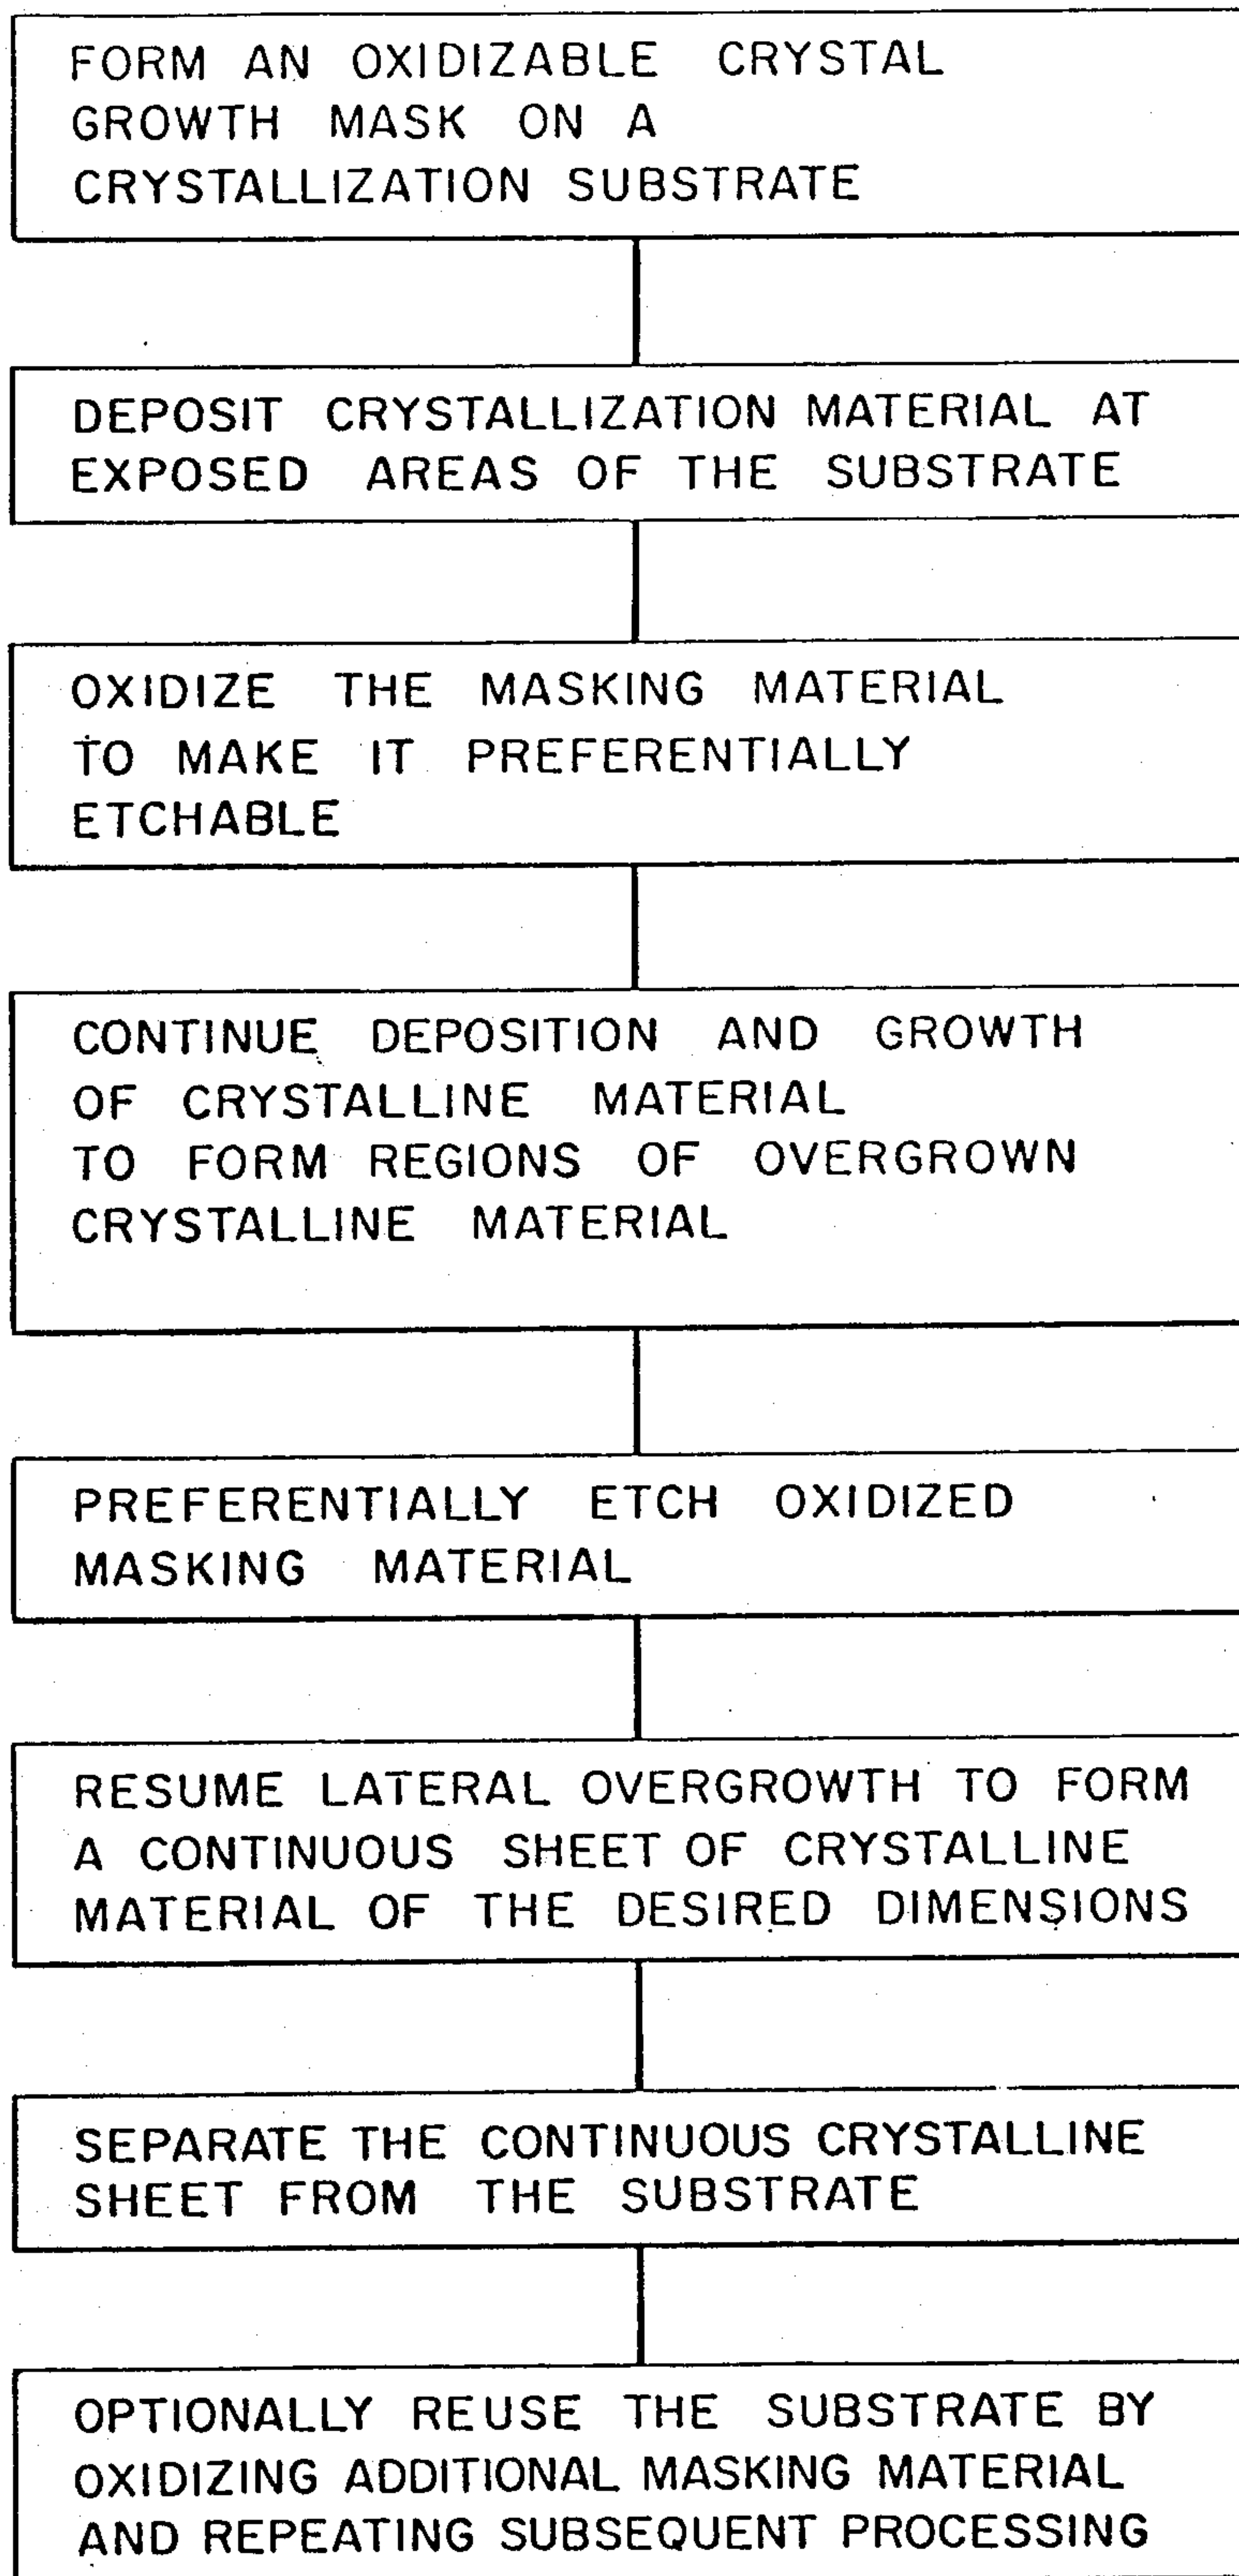 FORM AN OXIDIZABLE CRYSTAL
GROWTH MASK ON A
CRYSTALLIZATION SUBSTRATE
DEPOSIT CRYSTALLIZATION MATERIAL AT
EXPOSED AREAS OF THE SUBSTRATE
OXIDIZE THE MASKING MATERIAL
TO MAKE IT PREFERENTIALLY
ETCHABLE
CONTINUE DEPOSITION AND GROWTH
OF CRYSTALLINE MATERIAL
TO FORM REGIONS OF OVERGROWN
CRYSTALLINE MATERIAL
PREFERENTIALLY ETCH OXIDIZED
MASKING MATERIAL
RESUME LATERAL OVERGROWTH TO FORM
A CONTINUOUS SHEET OF CRYSTALLINE
MATERIAL OF THE DESIRED DIMENSIONS
SEPARATE THE CONTINUOUS CRYSTALLINE
SHEET FROM THE SUBSTRATE
OPTIONALLY REUSE THE SUBSTRATE BY
OXIDIZING ADDITIONAL MASKING MATERIAL
AND REPEATING SUBSEQUENT PROCESSING